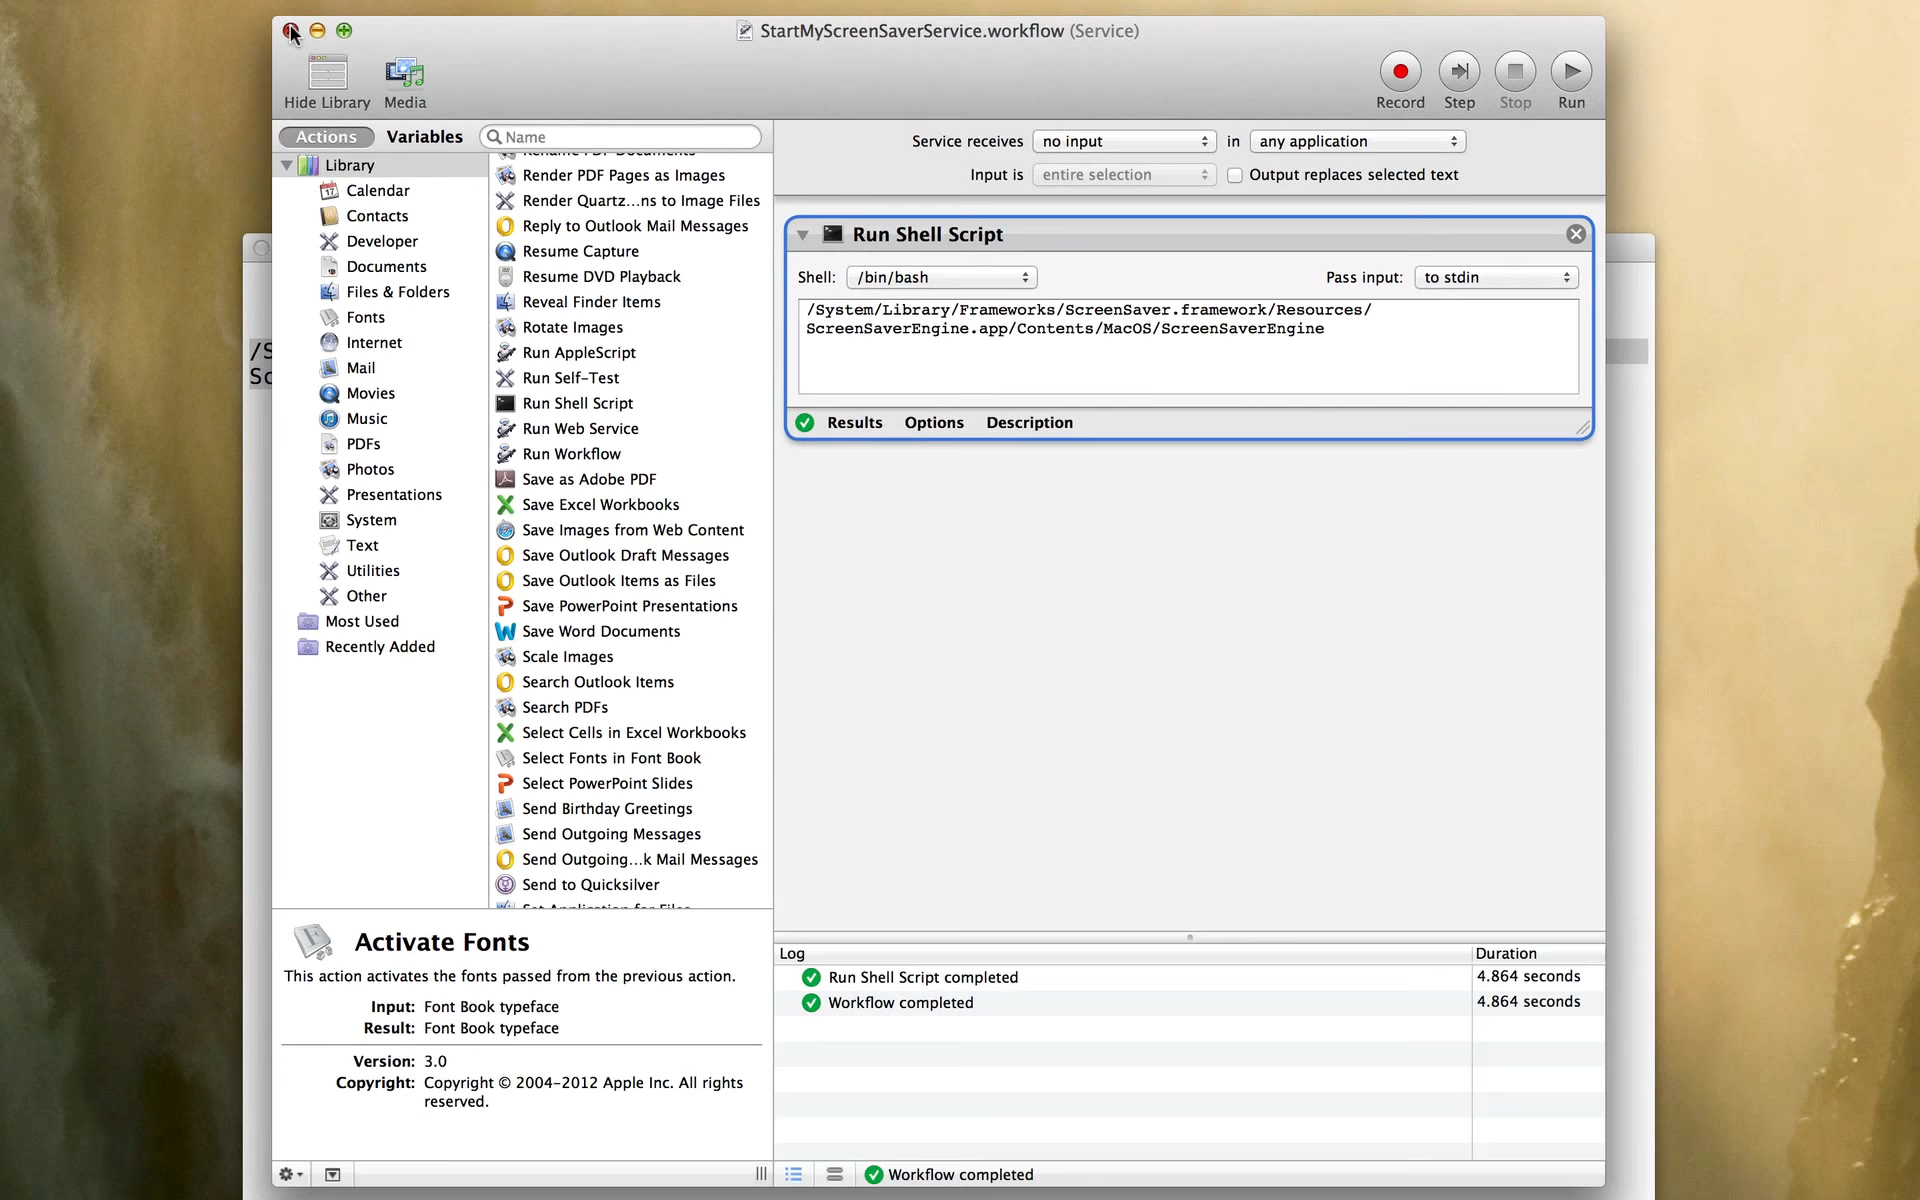 StartMyScreenSaverService.workflow (Service)
Hide Library
Media
Record
Step
Stop
Run
Actions
Variables
Name
Service receives
no input
in
any application
Input is
entire selection
Output replaces selected text
Library
Calendar
Contacts
Developer
Documents
Files & Folders
Fonts
Internet
Mail
Movies
Music
PDFs
Photos
Presentations
System
Text
Utilities
Other
Most Used
Recently Added
Rename PDF Documents
Render PDF Pages as Images
Render Quartz...ns to Image Files
Reply to Outlook Mail Messages
Resume Capture
Resume DVD Playback
Reveal Finder Items
Rotate Images
Run AppleScript
Run Self-Test
Run Shell Script
Run Web Service
Run Workflow
Save as Adobe PDF
Save Excel Workbooks
Save Images from Web Content
Save Outlook Draft Messages
Save Outlook Items as Files
Save PowerPoint Presentations
Save Word Documents
Scale Images
Search Outlook Items
Search PDFs
Select Cells in Excel Workbooks
Select Fonts in Font Book
Select PowerPoint Slides
Send Birthday Greetings
Send Outgoing Messages
Send Outgoing...k Mail Messages
Send to Quicksilver
Set Application for Files
Run Shell Script
Shell:
/bin/bash
Pass input:
to stdin
/System/Library/Frameworks/ScreenSaver.framework/Resources/
ScreenSaverEngine.app/Contents/MacOS/ScreenSaverEngine
Results
Options
Description
/S
Sc
Activate Fonts
This action activates the fonts passed from the previous action.
Input: Font Book typeface
Result: Font Book typeface
Version: 3.0
Copyright: Copyright © 2004-2012 Apple Inc. All rights
reserved.
Log
Duration
Run Shell Script completed
4.864 seconds
Workflow completed
4.864 seconds
Workflow completed